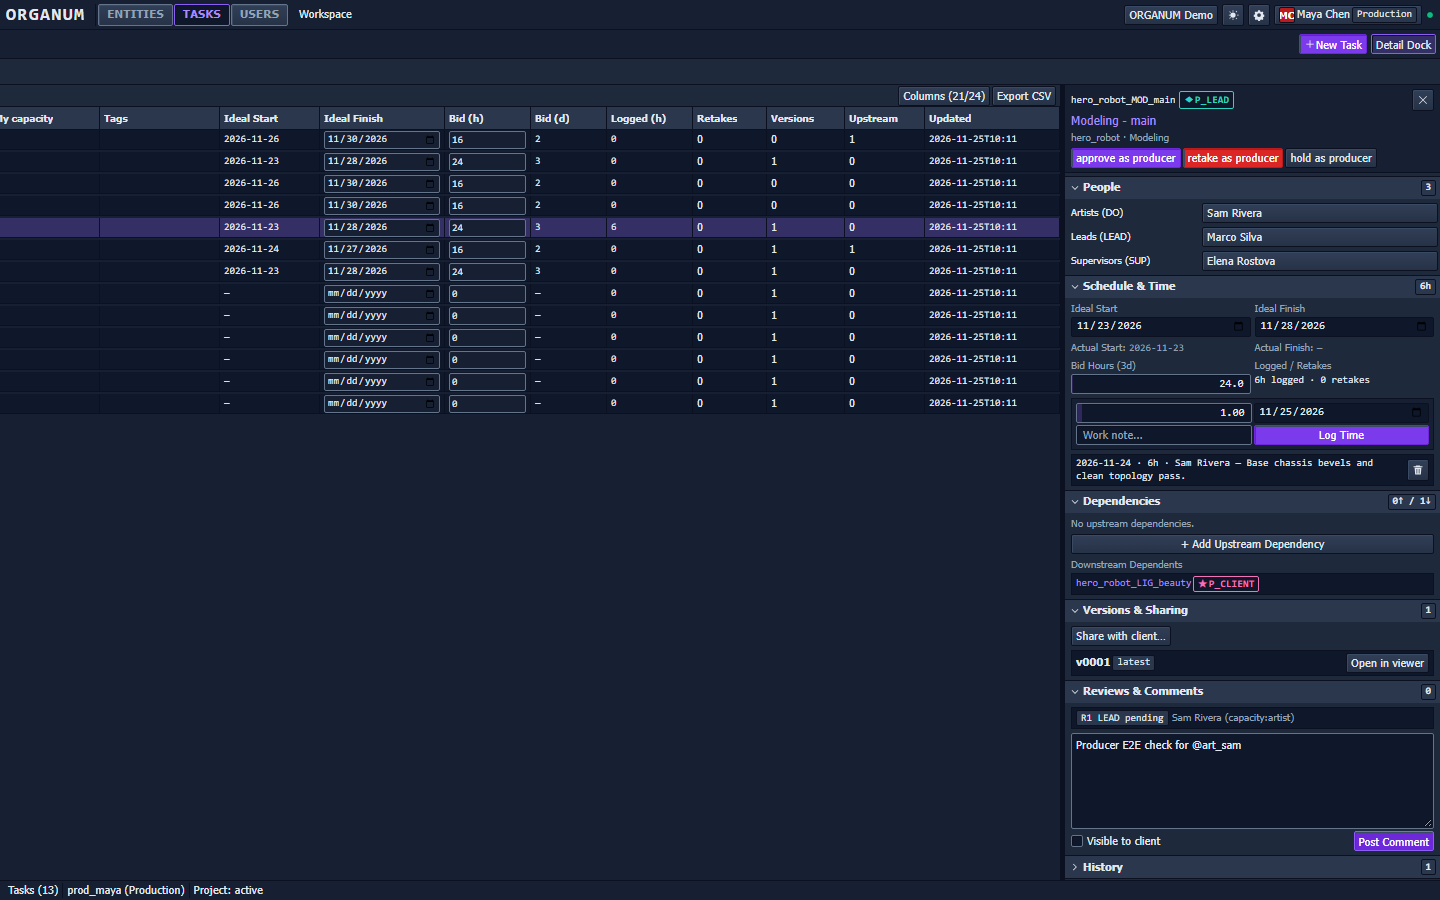 ORGANUM ENTITIES TASKS USERS Workspace ORGANUM Demo MC Maya Chen Production
+ New Task Detail Dock
Columns (21/24) Export CSV
My capacity Tags Ideal Start Ideal Finish Bid (h) Bid (d) Logged (h) Retakes Versions Upstream Updated
2026-11-26 11/30/2026 16 2 0 0 0 1 2026-11-25T10:11
2026-11-23 11/28/2026 24 3 0 0 1 0 2026-11-25T10:11
2026-11-26 11/30/2026 16 2 0 0 0 0 2026-11-25T10:11
2026-11-26 11/30/2026 16 2 0 0 0 0 2026-11-25T10:11
2026-11-23 11/28/2026 24 3 6 0 1 0 2026-11-25T10:11
2026-11-24 11/27/2026 16 2 0 0 1 1 2026-11-25T10:11
2026-11-23 11/28/2026 24 3 0 0 1 0 2026-11-25T10:11
— mm/dd/yyyy 0 — 0 0 1 0 2026-11-25T10:11
— mm/dd/yyyy 0 — 0 0 1 0 2026-11-25T10:11
— mm/dd/yyyy 0 — 0 0 1 0 2026-11-25T10:11
— mm/dd/yyyy 0 — 0 0 1 0 2026-11-25T10:11
— mm/dd/yyyy 0 — 0 0 1 0 2026-11-25T10:11
— mm/dd/yyyy 0 — 0 0 1 0 2026-11-25T10:11
hero_robot_MOD_main ◆P_LEAD
Modeling - main
hero_robot · Modeling
approve as producer retake as producer hold as producer
People 3
Artists (DO) Sam Rivera
Leads (LEAD) Marco Silva
Supervisors (SUP) Elena Rostova
Schedule & Time 6h
Ideal Start Ideal Finish
11/23/2026 11/28/2026
Actual Start: 2026-11-23 Actual Finish: —
Bid Hours (3d) Logged / Retakes
24.0 6h logged · 0 retakes
1.00 11/25/2026
Work note... Log Time
2026-11-24 · 6h · Sam Rivera — Base chassis bevels and
clean topology pass.
Dependencies 0↑ / 1↓
No upstream dependencies.
+ Add Upstream Dependency
Downstream Dependents
hero_robot_LIG_beauty ★P_CLIENT
Versions & Sharing 1
Share with client...
v0001 latest Open in viewer
Reviews & Comments 0
R1 LEAD pending Sam Rivera (capacity:artist)
Producer E2E check for @art_sam
Visible to client Post Comment
History 1
Tasks (13) prod_maya (Production) Project: active